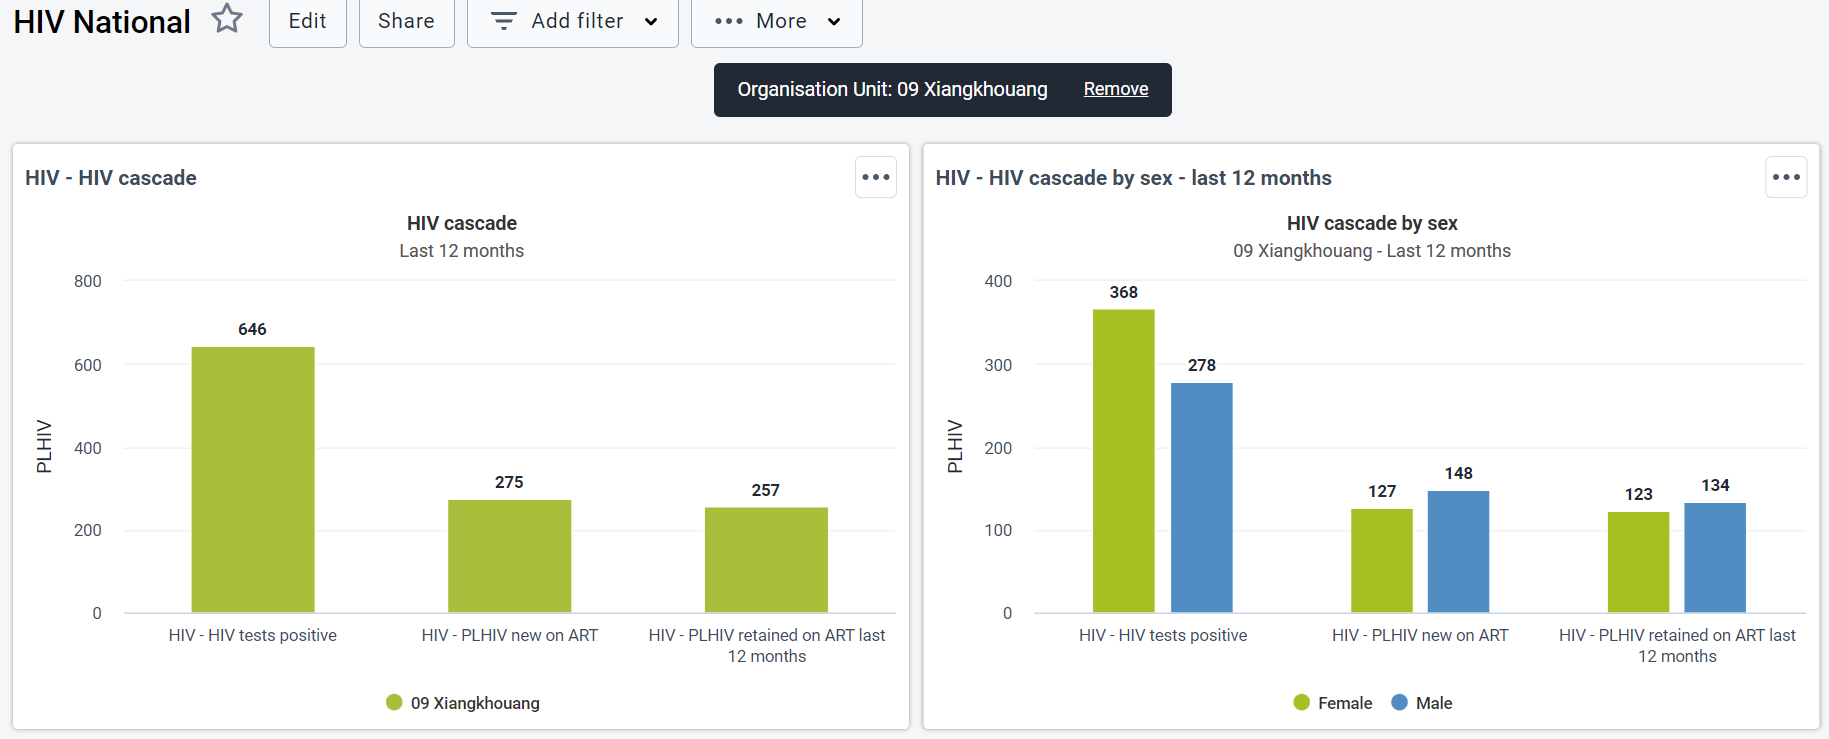 HIV National
Edit
Share
Add filter
More
Organisation Unit: 09 Xiangkhouang
Remove
HIV - HIV cascade
HIV cascade
Last 12 months
PLHIV
800
600
400
200
0
646
275
257
HIV - HIV tests positive
HIV - PLHIV new on ART
HIV - PLHIV retained on ART last
12 months
09 Xiangkhouang
HIV - HIV cascade by sex - last 12 months
HIV cascade by sex
09 Xiangkhouang - Last 12 months
PLHIV
400
300
200
100
0
368
278
127
148
123
134
HIV - HIV tests positive
HIV - PLHIV new on ART
HIV - PLHIV retained on ART last
12 months
Female
Male